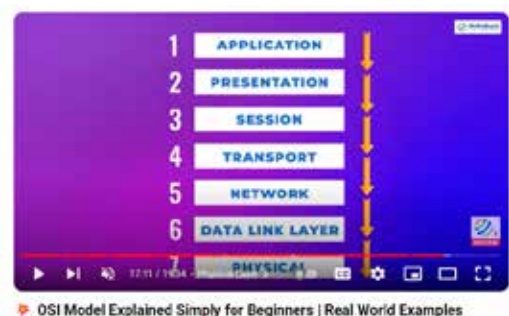 1 APPLICATION
2 PRESENTATION
3 SESSION
4 TRANSPORT
5 NETWORK
6 DATA LINK LAYER
7 PHYSICAL
OSI Model Explained Simply for Beginners | Real World Examples